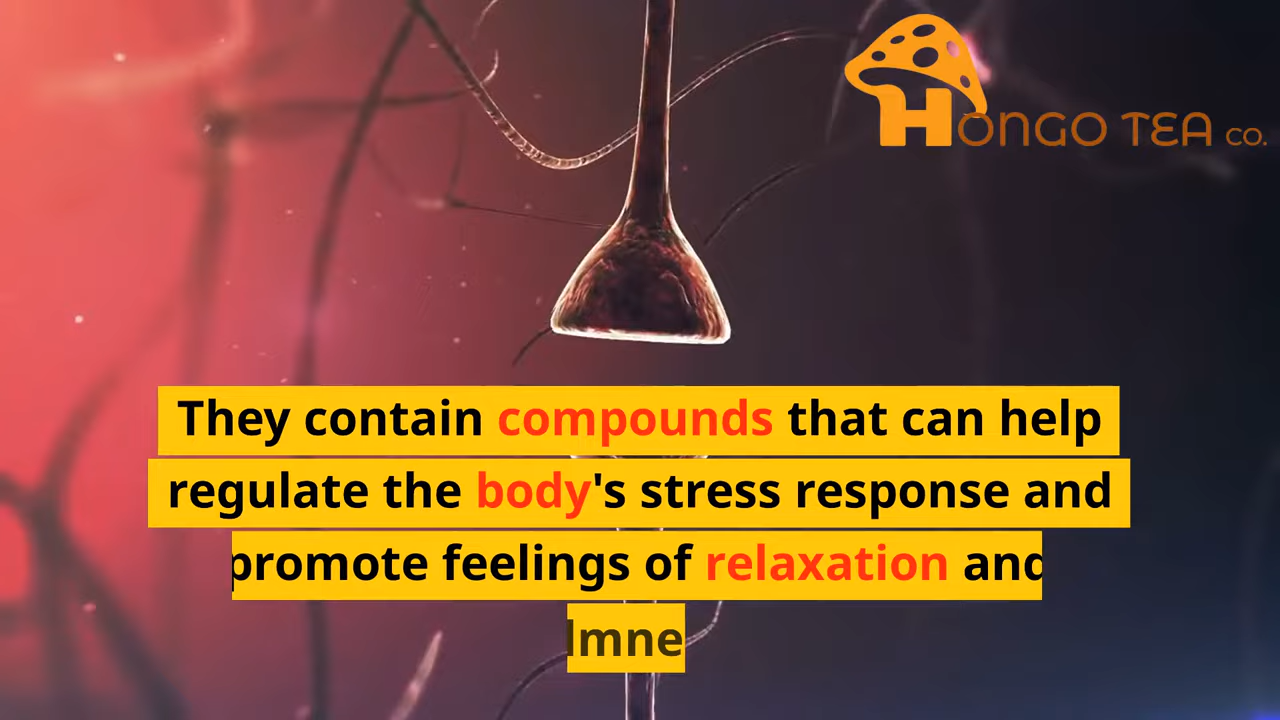 HONGO TEA CO.
They contain compounds that can help
regulate the body's stress response and
promote feelings of relaxation and